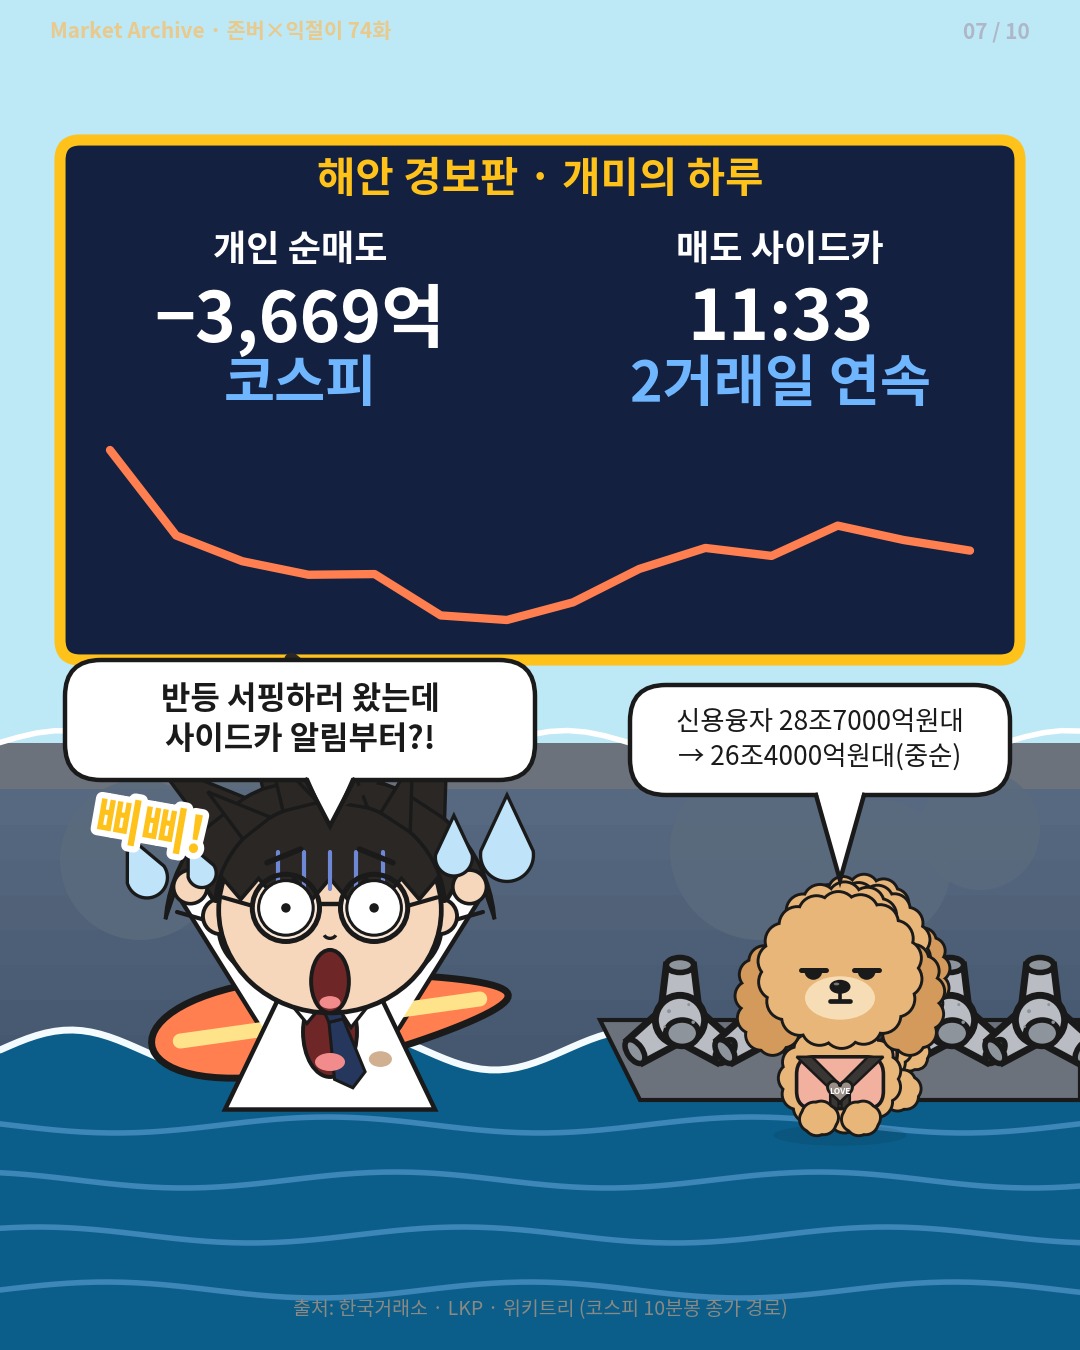 Market Archive · 존버×익절이 74화
07 / 10
해안 경보판 · 개미의 하루
개인 순매도
−3,669억
코스피
매도 사이드카
11:33
2거래일 연속
반등 서핑하러 왔는데
사이드카 알림부터?!
신용융자 28조7000억원대
→ 26조4000억원대(중순)
삐삐!
LOVE
출처: 한국거래소 · LKP · 위키트리 (코스피 10분봉 종가 경로)